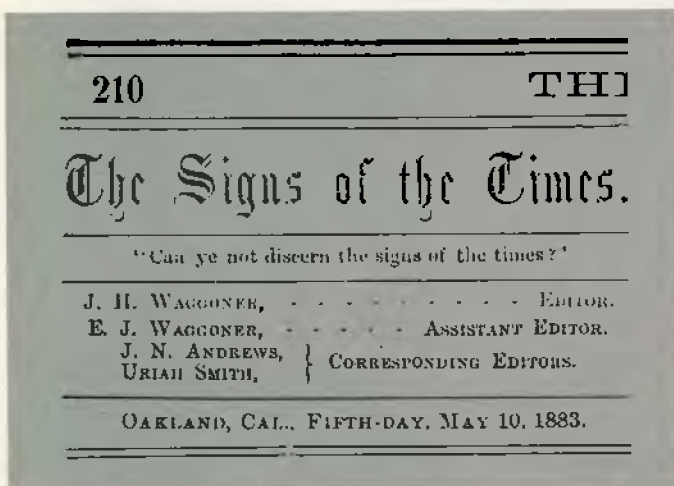 210 THE
The Signs of the Times.
"Can ye not discern the signs of the times?"
J. H. WAGGONER, - - - - - - - - - EDITOR.
E. J. WAGGONER, - - - - - ASSISTANT EDITOR.
J. N. ANDREWS,
URIAH SMITH, } CORRESPONDING EDITORS.
OAKLAND, CAL., FIFTH-DAY, MAY 10, 1883.